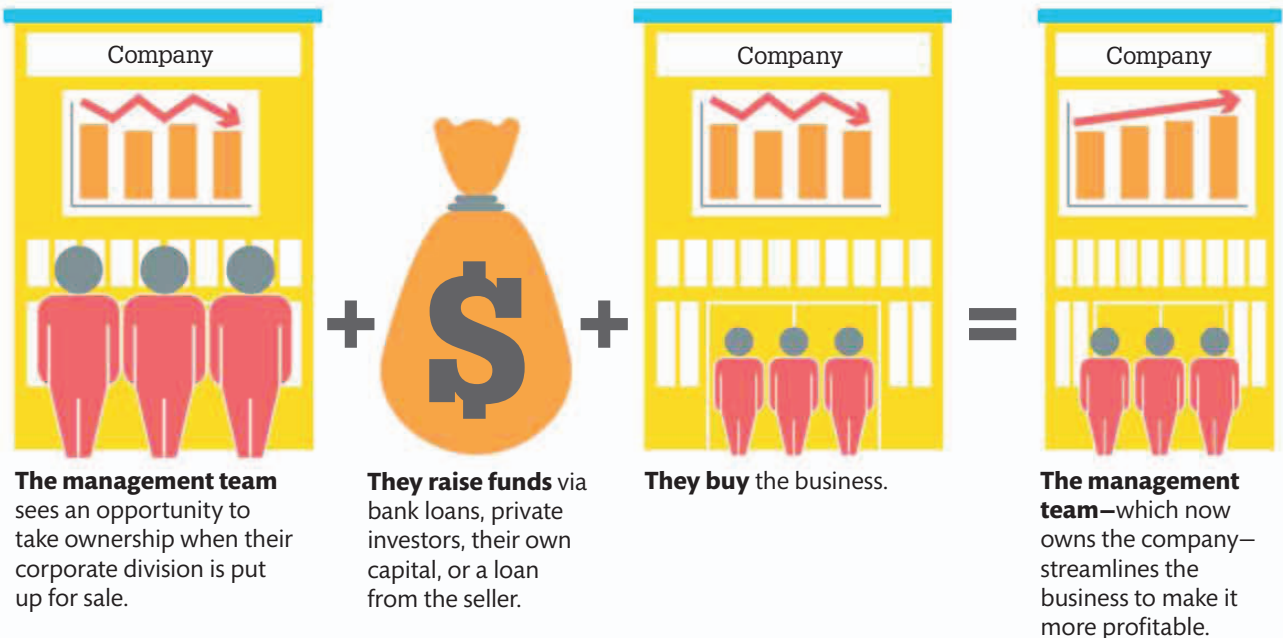 Company
Company
Company
$
+
+
=
The management team
sees an opportunity to
take ownership when their
corporate division is put
up for sale.
They raise funds via
bank loans, private
investors, their own
capital, or a loan
from the seller.
They buy the business.
The management
team—which now
owns the company—
streamlines the
business to make it
more profitable.